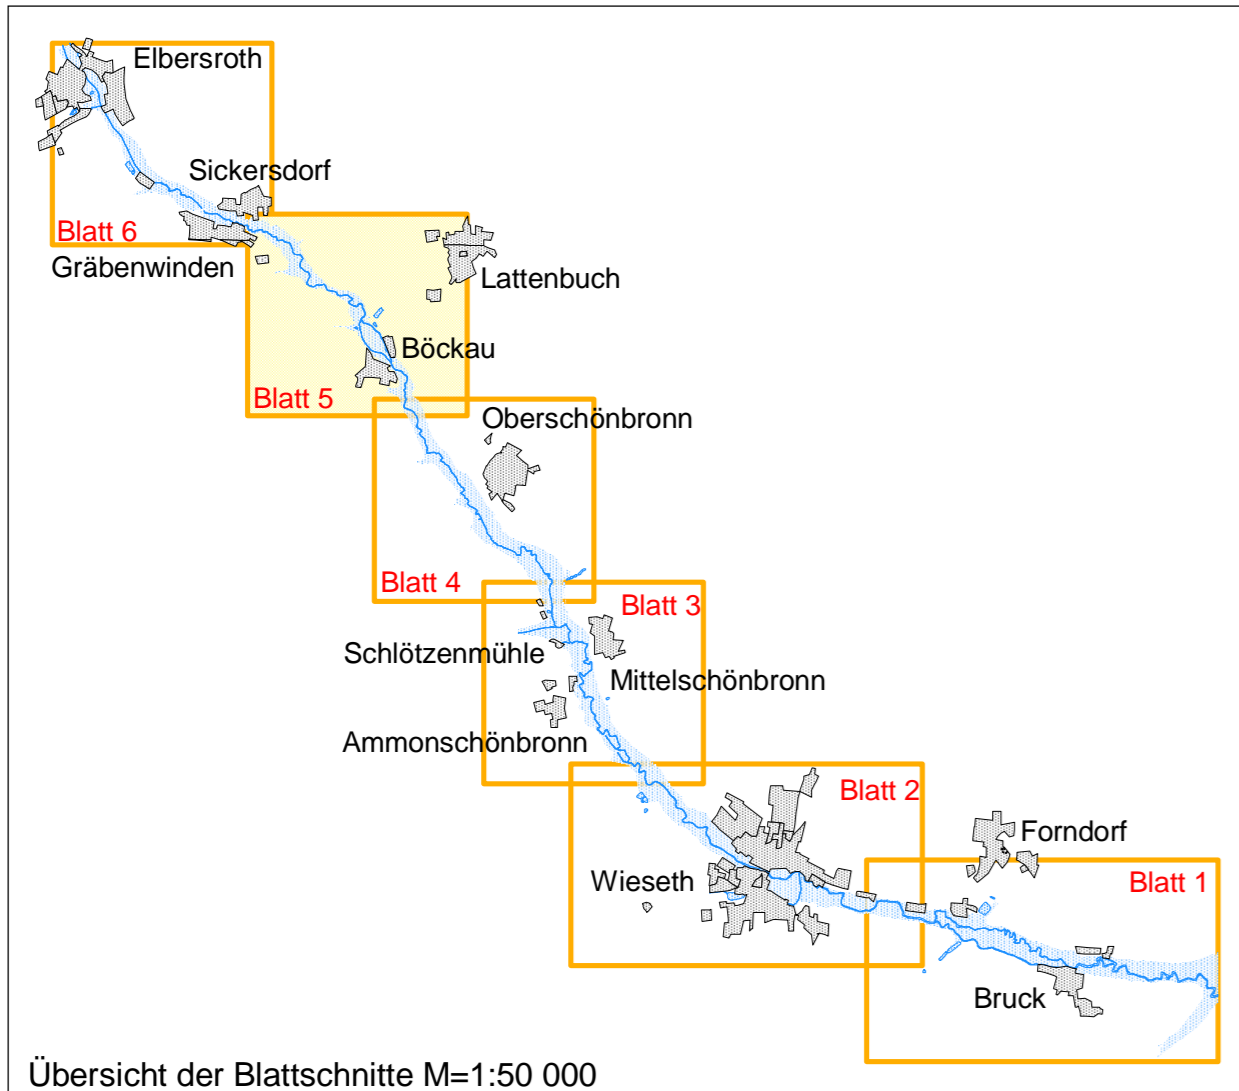 Elbersroth
Sickersdorf
Blatt 6
Gräbenwinden
Lattenbuch
Böckau
Blatt 5
Oberschönbronn
Blatt 4
Blatt 3
Schlötzenmühle
Mittelschönbronn
Ammonschönbronn
Blatt 2
Forndorf
Wieseth
Blatt 1
Bruck
Übersicht der Blattschnitte M=1:50 000